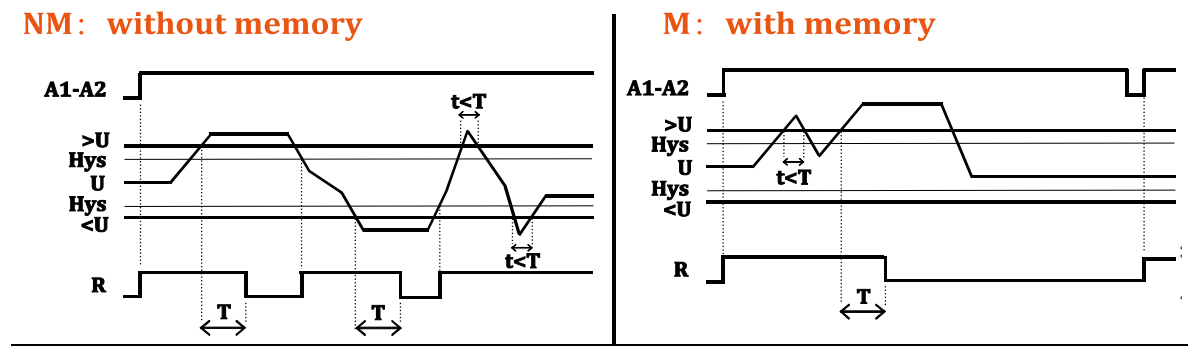 NM： without memory
A1-A2
t<T
>U
Hys
U
Hys
<U
t<T
R
T
T
M： with memory
A1-A2
>U
Hys
U
t<T
Hys
<U
R
T